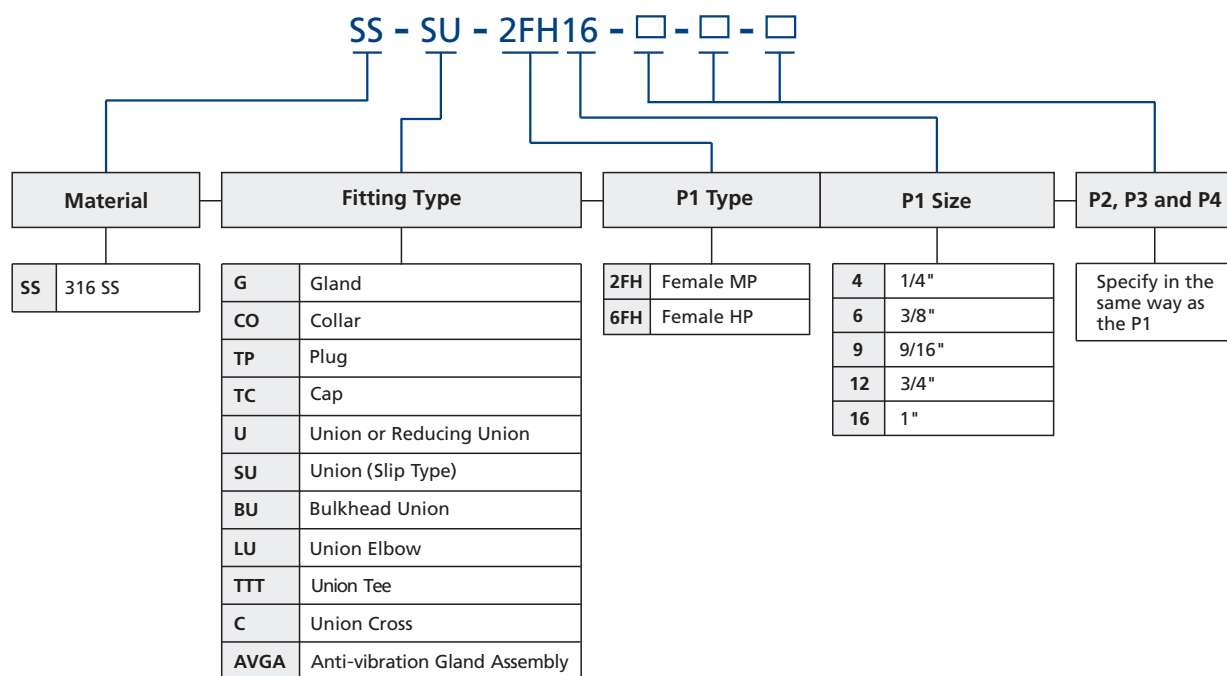 SS - SU - 2FH16 - □ - □ - □
Material
Fitting Type
P1 Type
P1 Size
P2, P3 and P4
SS 316 SS
G Gland
CO Collar
TP Plug
TC Cap
U Union or Reducing Union
SU Union (Slip Type)
BU Bulkhead Union
LU Union Elbow
TTT Union Tee
C Union Cross
AVGA Anti-vibration Gland Assembly
2FH Female MP
6FH Female HP
4 1/4"
6 3/8"
9 9/16"
12 3/4"
16 1"
Specify in the
same way as
the P1